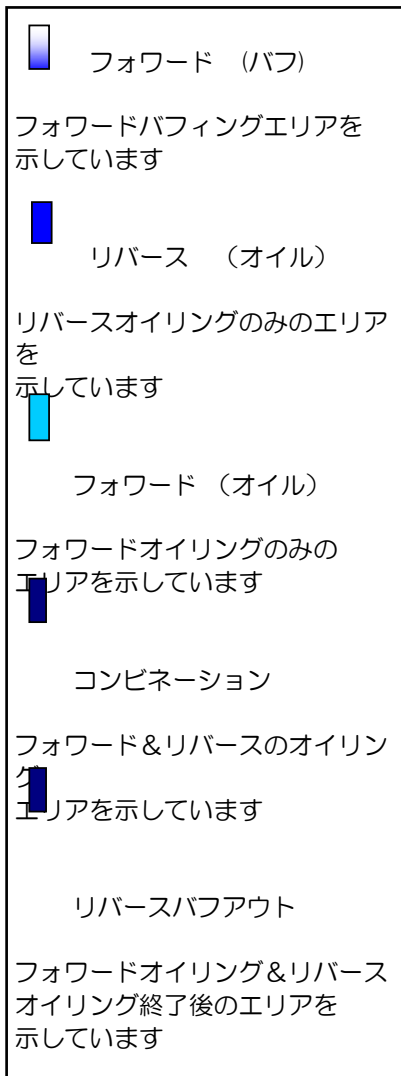 フォワード (バフ)
フォワードバフィングエリアを
示しています
リバース （オイル）
リバースオイリングのみのエリア
を
示しています
フォワード （オイル）
フォワードオイリングのみの
エリアを示しています
コンビネーション
フォワード＆リバースのオイリン
グ
エリアを示しています
リバースバフアウト
フォワードオイリング＆リバース
オイリング終了後のエリアを
示しています